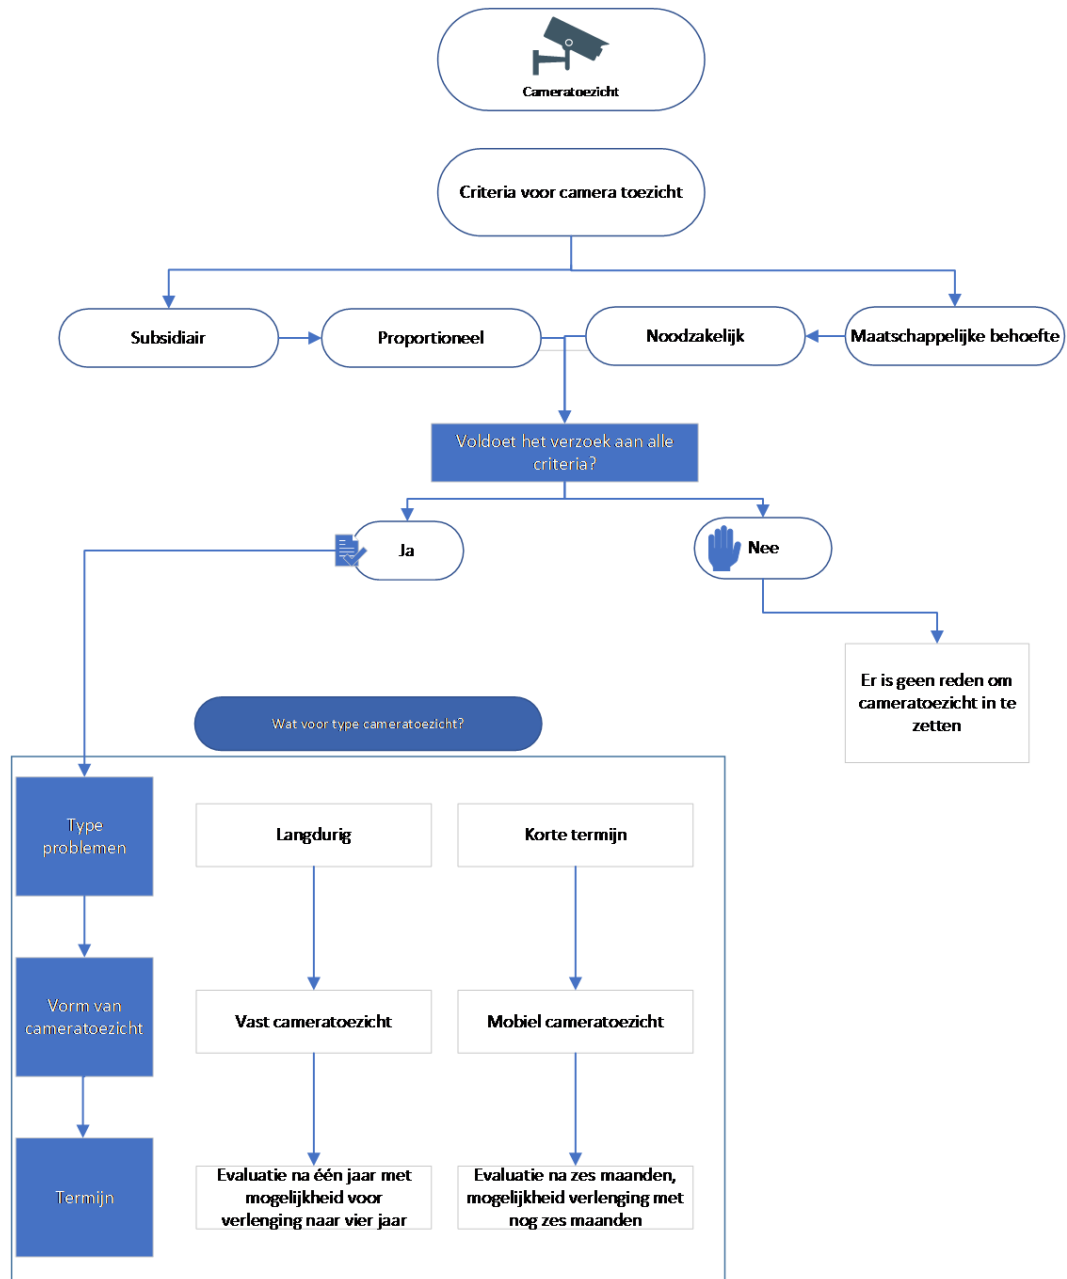 Cameratoezicht
Criteria voor camera toezicht
Subsidiair
Proportioneel
Noodzakelijk
Maatschappelijke behoefte
Voldoet het verzoek aan alle
criteria?
Ja
Nee
Er is geen reden om
cameratoezicht in te
zetten
Wat voor type cameratoezicht?
Type
problemen
Langdurig
Korte termijn
Vorm van
cameratoezicht
Vast cameratoezicht
Mobiel cameratoezicht
Termijn
Evaluatie na één jaar met
mogelijkheid voor
verlenging naar vier jaar
Evaluatie na zes maanden,
mogelijkheid verlenging met
nog zes maanden